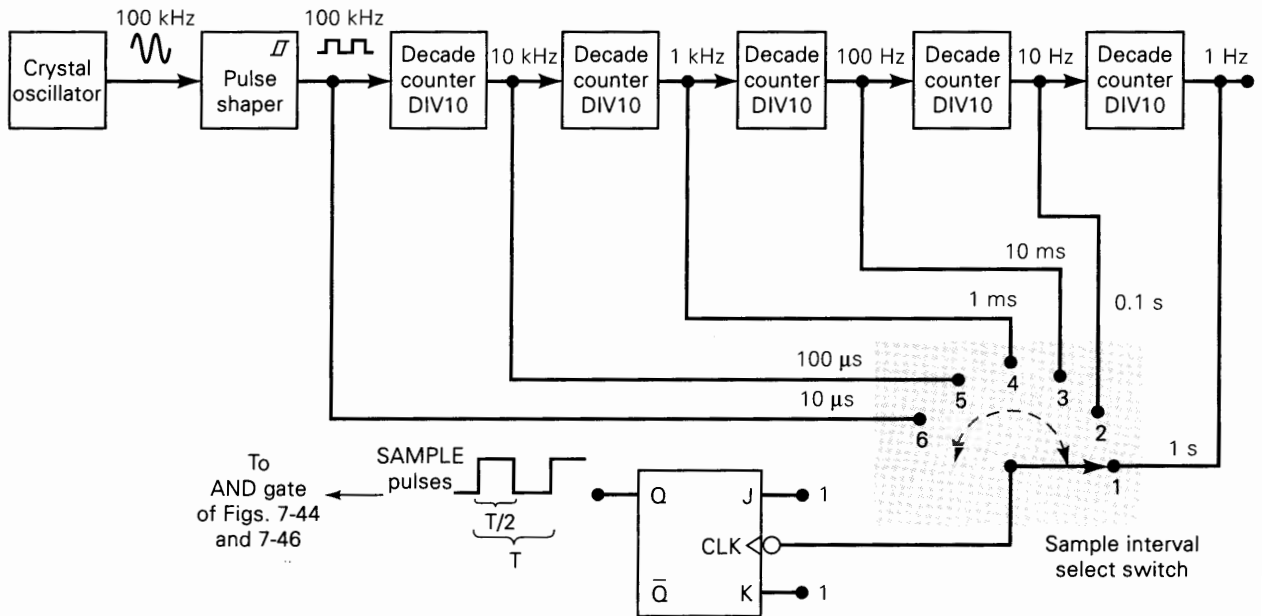 100 kHz
100 kHz
Crystal
oscillator
Pulse
shaper
Decade
counter
DIV10
10 kHz
Decade
counter
DIV10
1 kHz
Decade
counter
DIV10
100 Hz
Decade
counter
DIV10
10 Hz
Decade
counter
DIV10
1 Hz
10 ms
1 ms
0.1 s
100 μs
10 μs
4
3
5
2
6
1 s
1
To
AND gate
of Figs. 7-44
and 7-46
SAMPLE
pulses
T/2
T
Q
J
1
CLK
Q̅
K
1
Sample interval
select switch